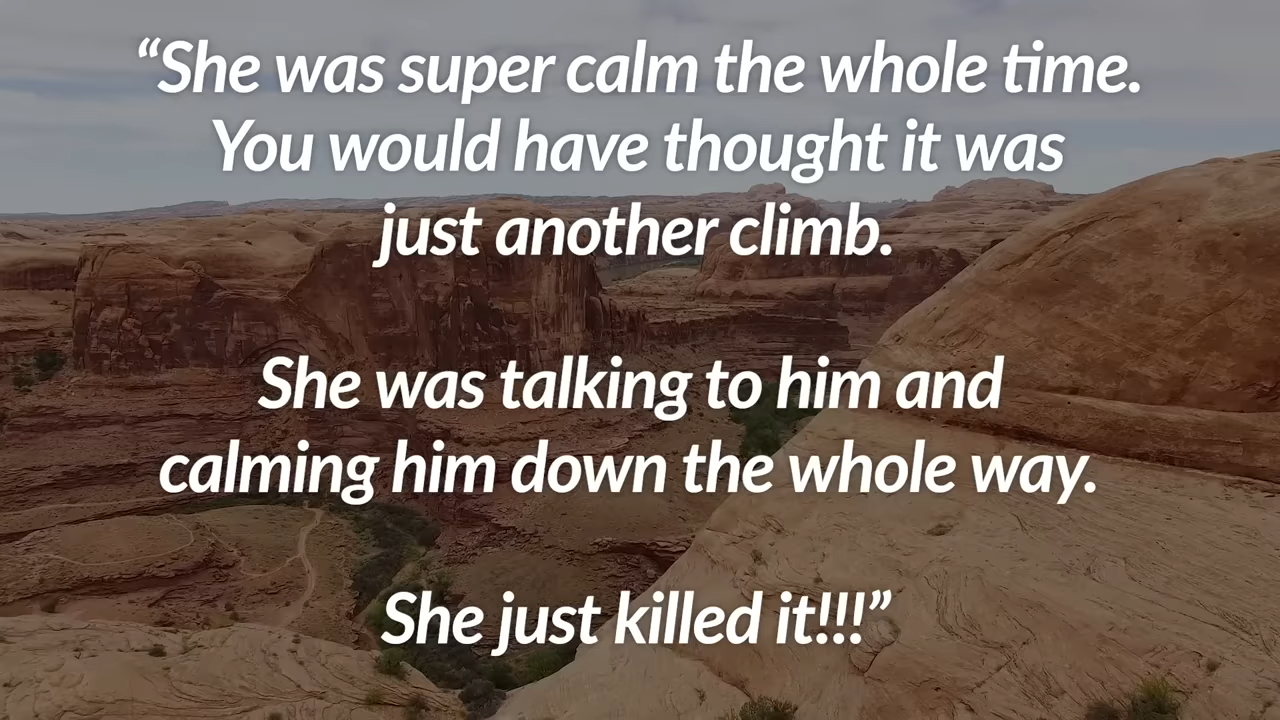 “She was super calm the whole time.
You would have thought it was
just another climb.
She was talking to him and
calming him down the whole way.
She just killed it!!!”